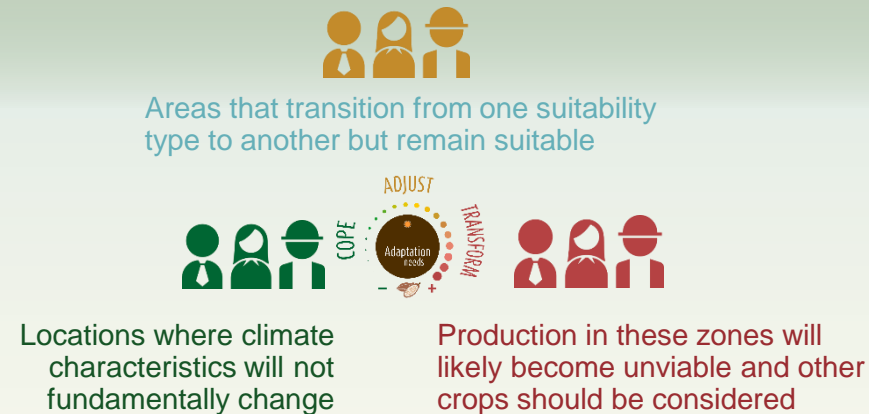 Areas that transition from one suitability
type to another but remain suitable
ADJUST
COPE
TRANSFORM
Adaptation
needs
- +
Locations where climate
characteristics will not
fundamentally change
Production in these zones will
likely become unviable and other
crops should be considered